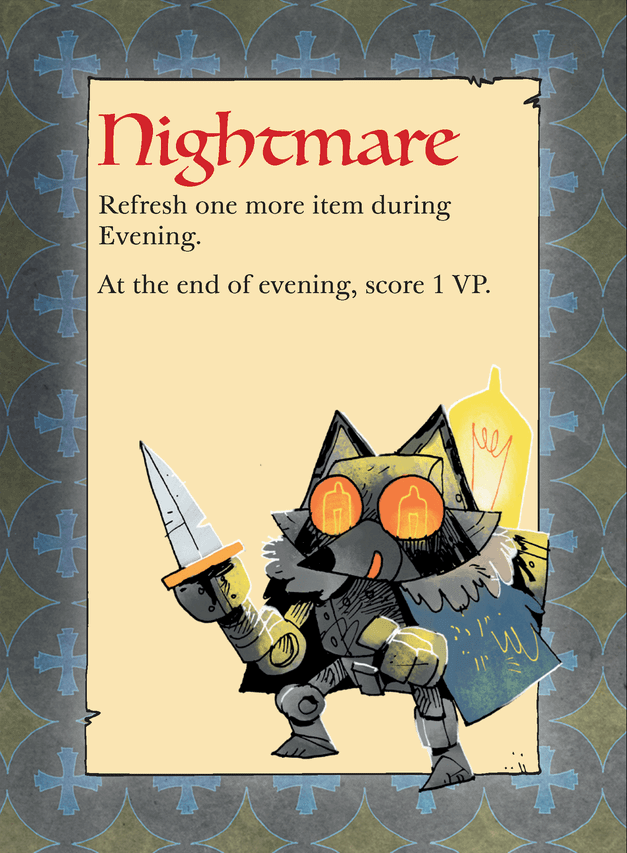 Nightmare
Refresh one more item during
Evening.
At the end of evening, score 1 VP.